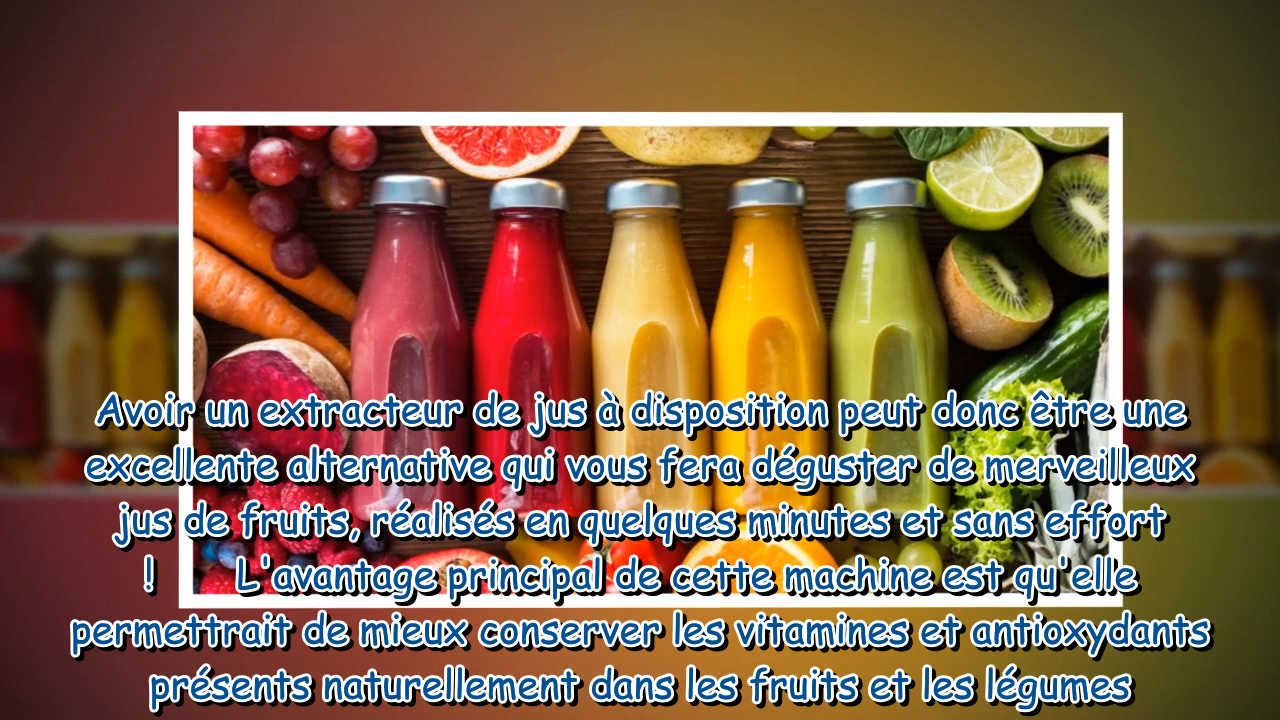 Avoir un extracteur de jus à disposition peut donc être une
excellente alternative qui vous fera déguster de merveilleux
jus de fruits, réalisés en quelques minutes et sans effort
! L'avantage principal de cette machine est qu'elle
permettrait de mieux conserver les vitamines et antioxydants
présents naturellement dans les fruits et les légumes